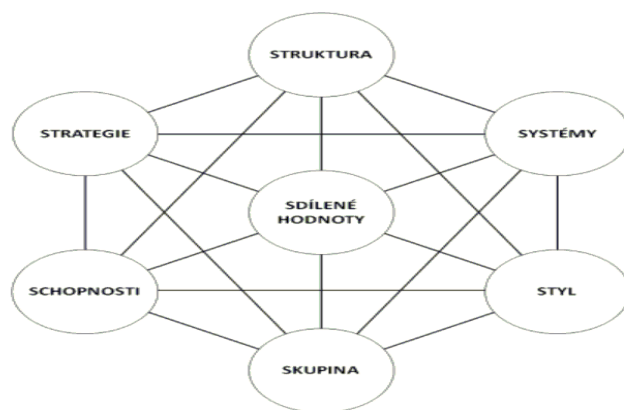 STRUKTURA
STRATEGIE
SYSTÉMY
SDÍLENÉ
HODNOTY
SCHOPNOSTI
STYL
SKUPINA